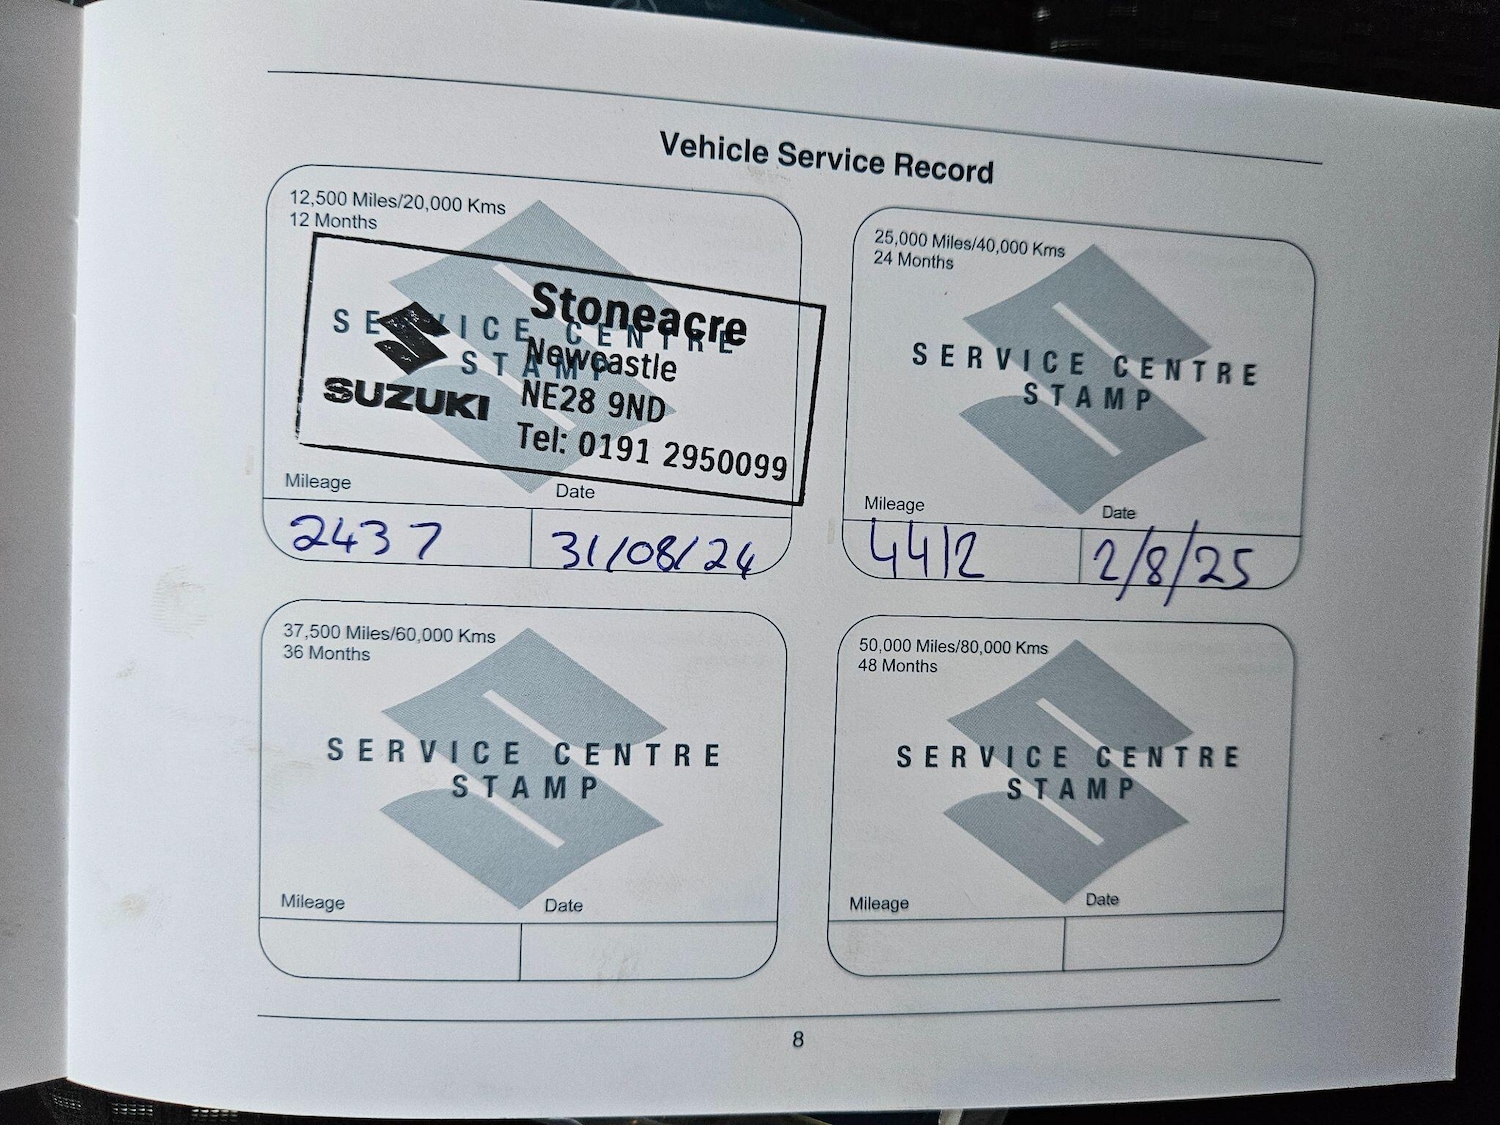 Vehicle Service Record
12,500 Miles/20,000 Kms
12 Months
SERVICE CENTRE
STAMP
Stoneacre
Newcastle
NE28 9ND
Tel: 0191 2950099
SUZUKI
Mileage
Date
2437
31/08/24
25,000 Miles/40,000 Kms
24 Months
SERVICE CENTRE
STAMP
Mileage
Date
4412
2/8/25
37,500 Miles/60,000 Kms
36 Months
SERVICE CENTRE
STAMP
Mileage
Date
50,000 Miles/80,000 Kms
48 Months
SERVICE CENTRE
STAMP
Mileage
Date
8